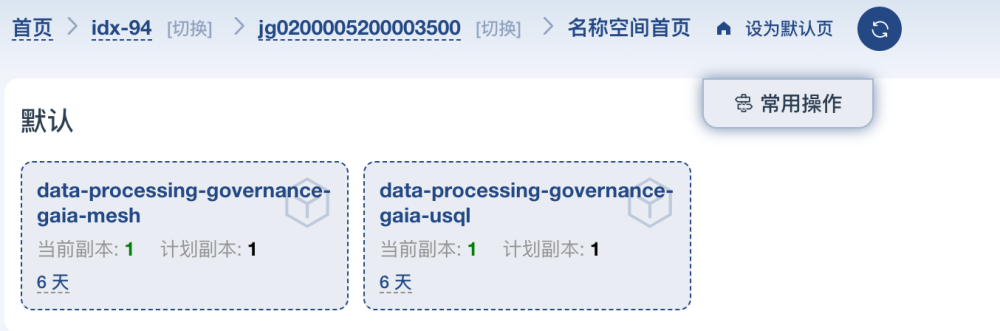 首页 > idx-94 [切换] > jg0200005200003500 [切换] > 名称空间首页 设为默认页
常用操作
默认
data-processing-governance-
gaia-mesh
当前副本: 1 计划副本: 1
6 天
data-processing-governance-
gaia-usql
当前副本: 1 计划副本: 1
6 天